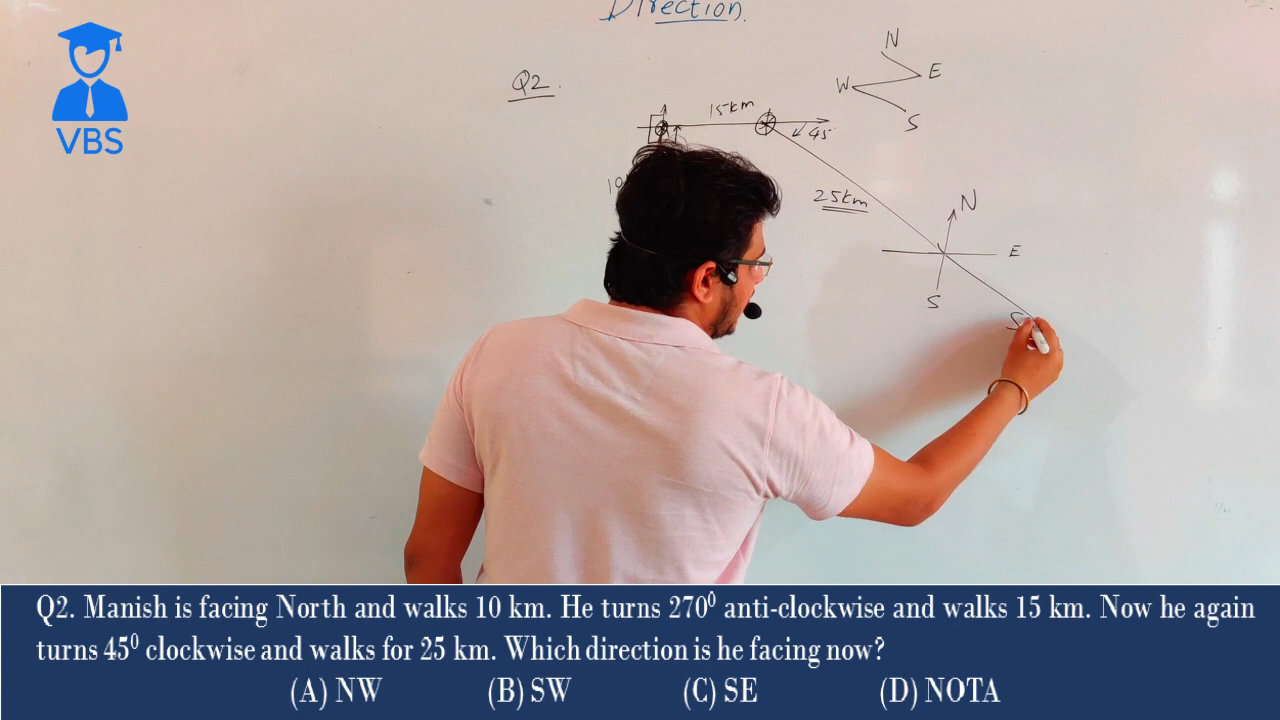 Direction.
VBS
Q2.
N
E
W
S
15km
45
10
25km
N
E
S
S
Q2. Manish is facing North and walks 10 km. He turns 270⁰ anti-clockwise and walks 15 km. Now he again
turns 45⁰ clockwise and walks for 25 km. Which direction is he facing now?
(A) NW (B) SW (C) SE (D) NOTA